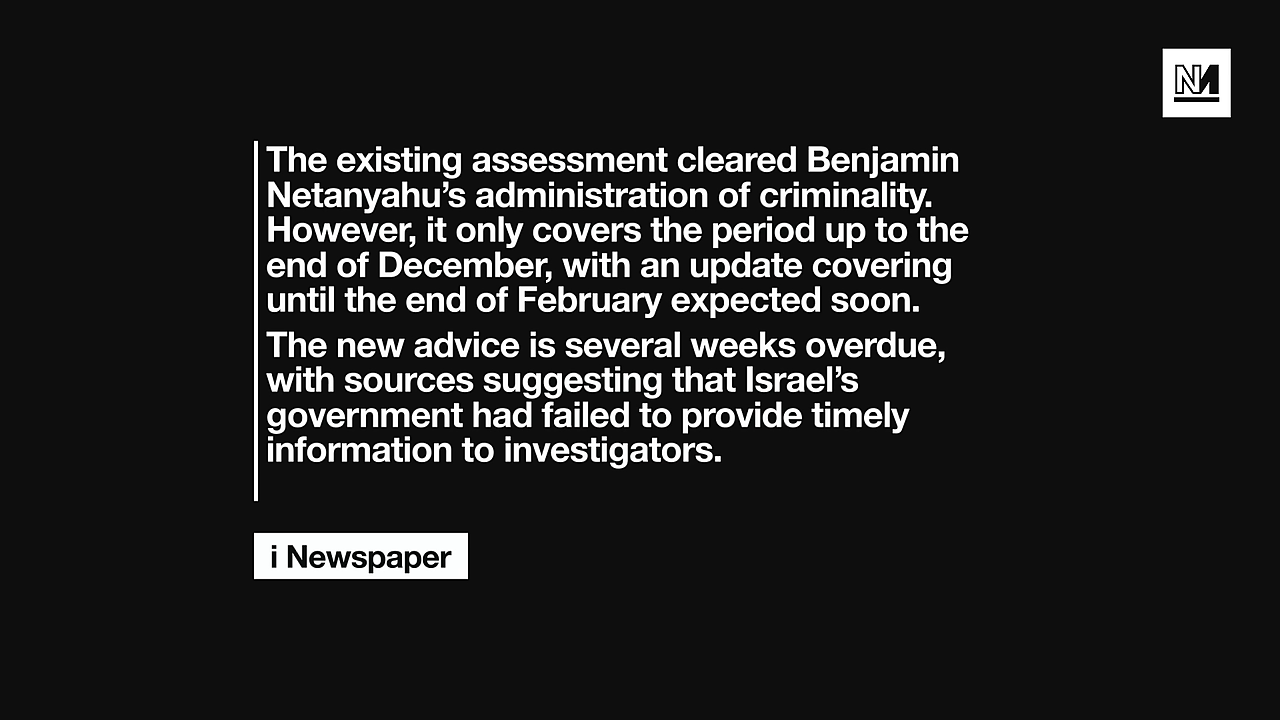 NM
The existing assessment cleared Benjamin
Netanyahu’s administration of criminality.
However, it only covers the period up to the
end of December, with an update covering
until the end of February expected soon.
The new advice is several weeks overdue,
with sources suggesting that Israel’s
government had failed to provide timely
information to investigators.
i Newspaper